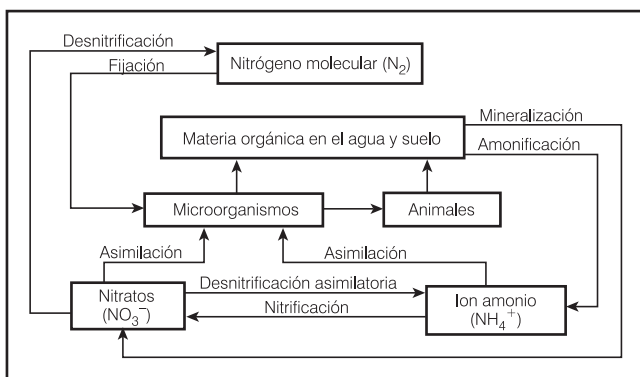 Desnitrificación
Fijación
Nitrógeno molecular (N₂)
Mineralización
Materia orgánica en el agua y suelo
Amonificación
Microorganismos
Animales
Asimilación
Asimilación
Desnitrificación asimilatoria
Nitratos
(NO₃⁻)
Nitrificación
Ion amonio
(NH₄⁺)